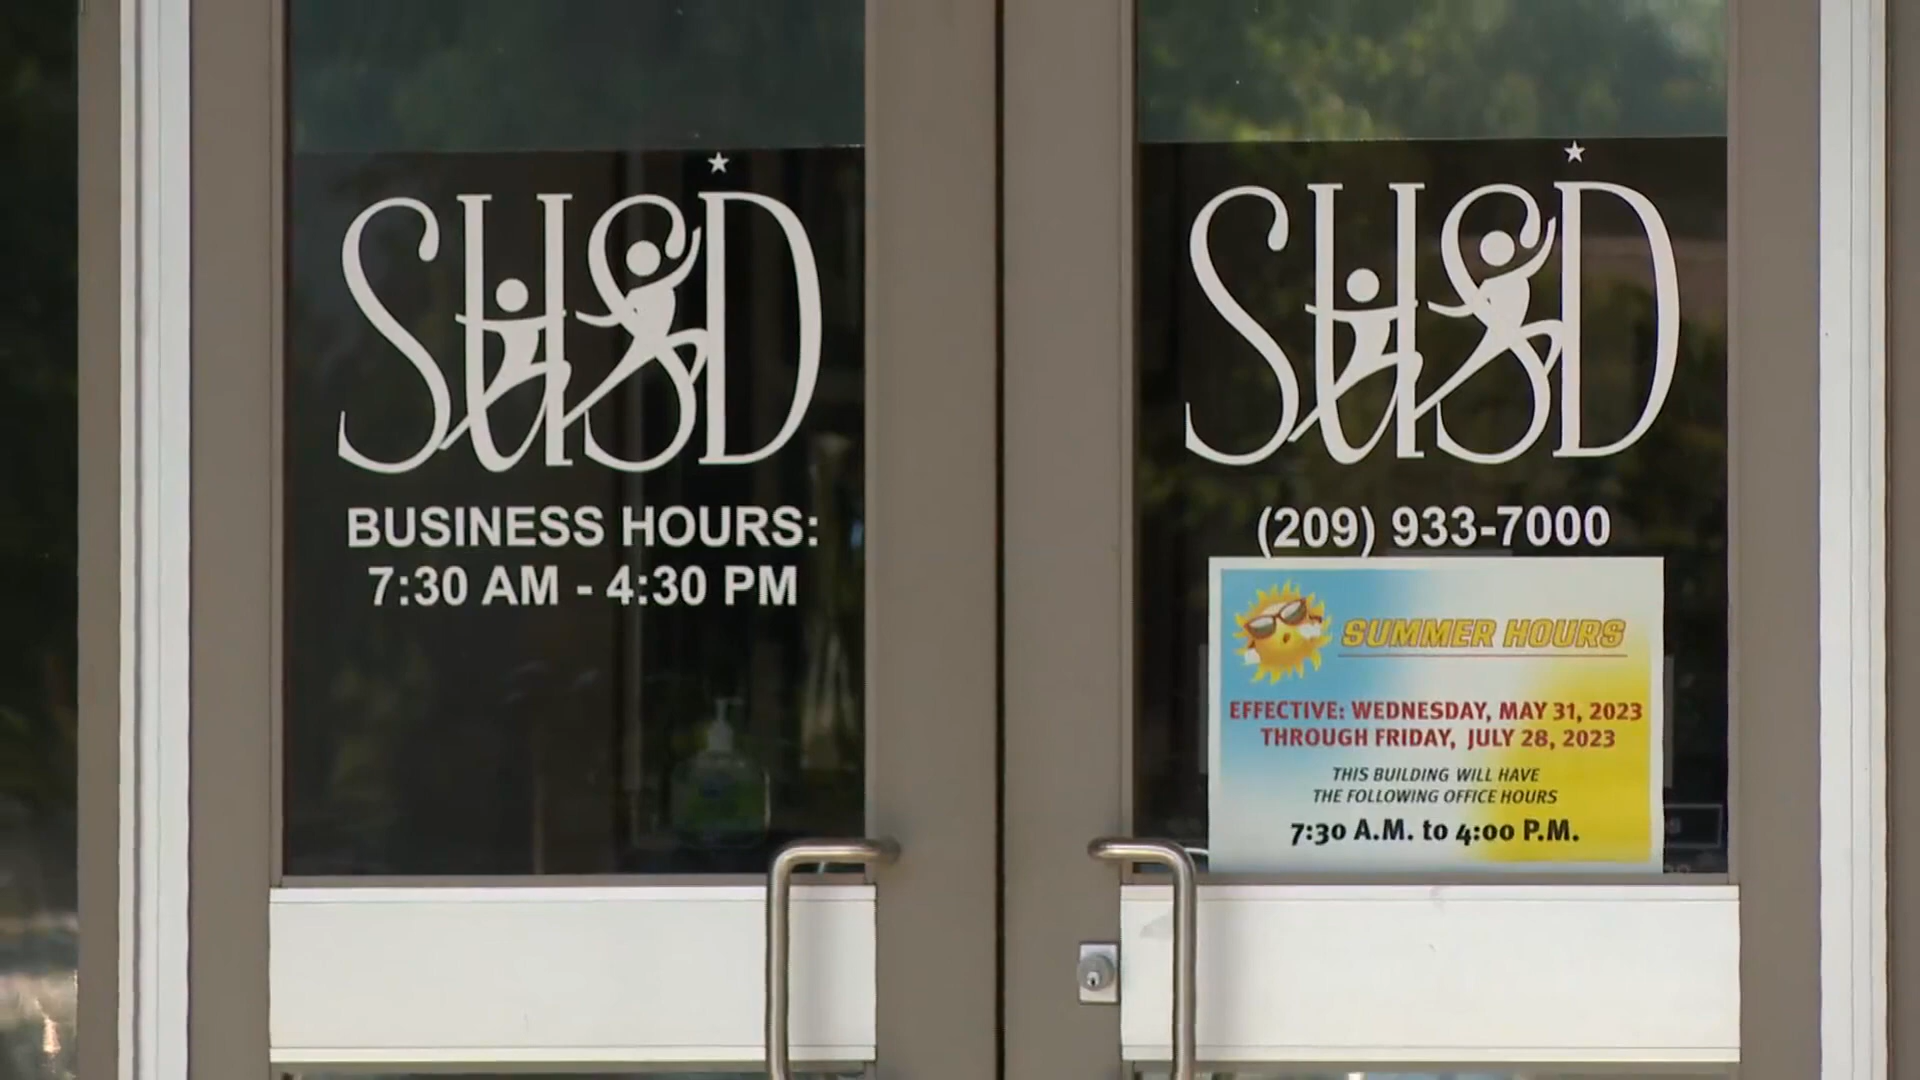 SUSD
BUSINESS HOURS:
7:30 AM - 4:30 PM
SUSD
(209) 933-7000
SUMMER HOURS
EFFECTIVE: WEDNESDAY, MAY 31, 2023
THROUGH FRIDAY, JULY 28, 2023
THIS BUILDING WILL HAVE
THE FOLLOWING OFFICE HOURS
7:30 A.M. to 4:00 P.M.